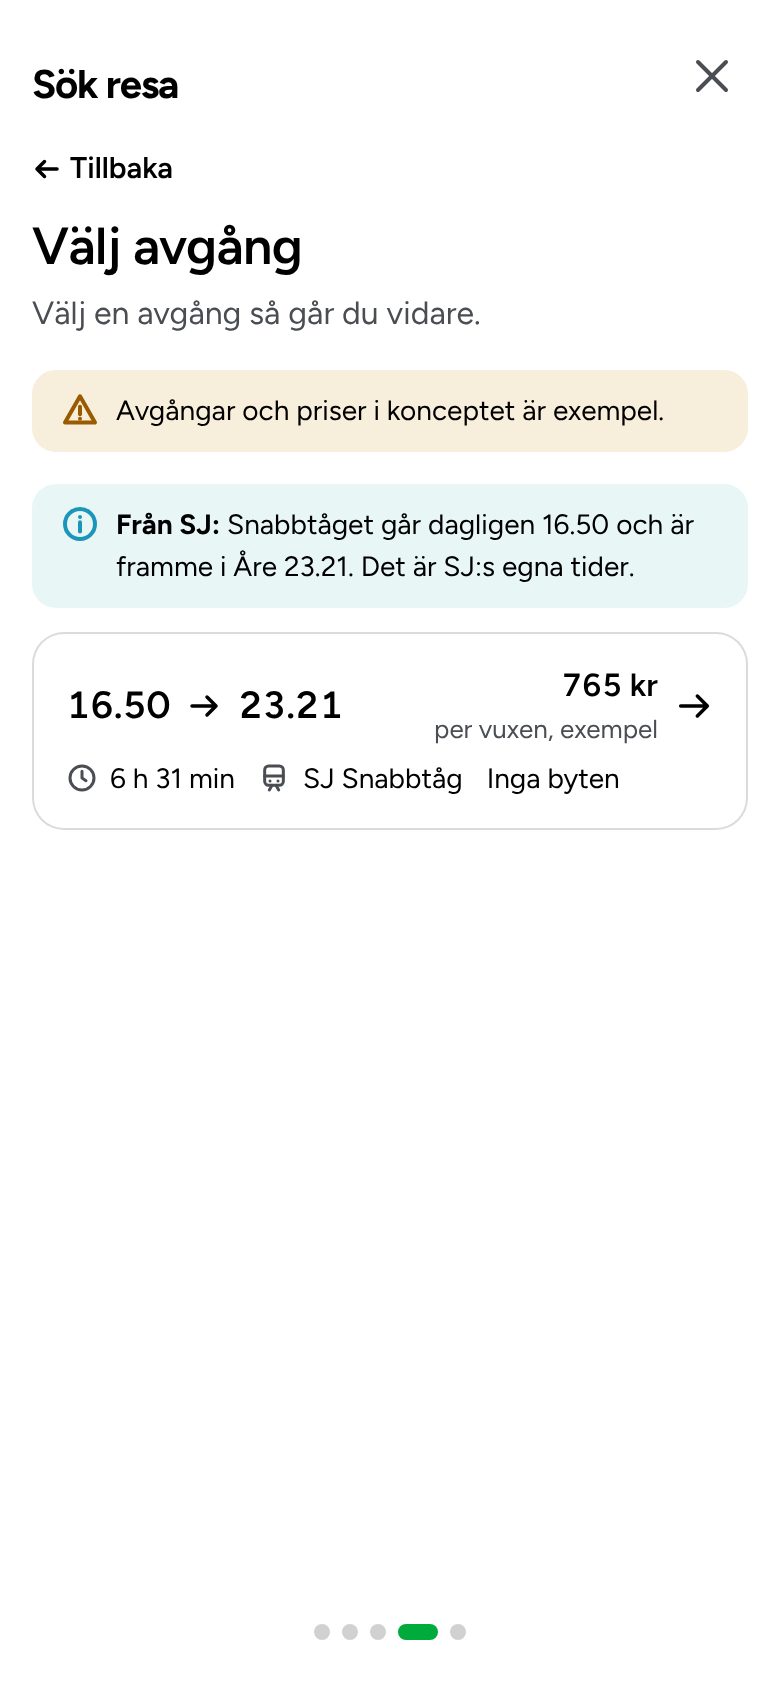 Sök resa
Tillbaka
Välj avgång
Välj en avgång så går du vidare.
Avgångar och priser i konceptet är exempel.
Från SJ: Snabbtåget går dagligen 16.50 och är
framme i Åre 23.21. Det är SJ:s egna tider.
16.50 → 23.21
765 kr
per vuxen, exempel
6 h 31 min SJ Snabbtåg Inga byten